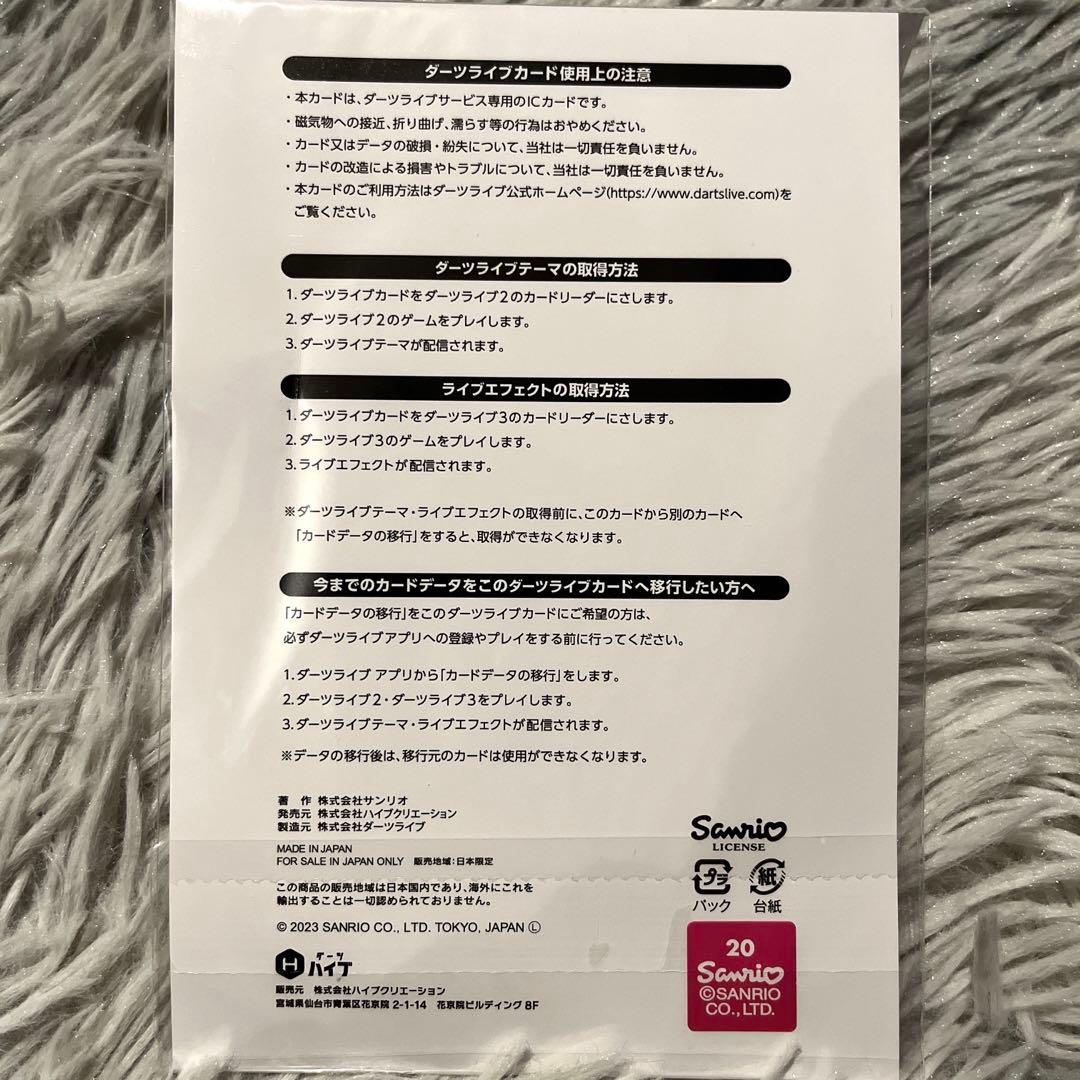 ダーツライブカード使用上の注意
・本カードは、ダーツライブサービス専用のICカードです。
・磁気物への接近、折り曲げ、濡らす等の行為はおやめください。
・カード又はデータの破損・紛失について、当社は一切責任を負いません。
・カードの改造による損害やトラブルについて、当社は一切責任を負いません。
・本カードのご利用方法はダーツライブ公式ホームページ(https://www.dartslive.com)を
ご覧ください。
ダーツライブテーマの取得方法
1. ダーツライブカードをダーツライブ2のカードリーダーにさします。
2. ダーツライブ2のゲームをプレイします。
3. ダーツライブテーマが配信されます。
ライブエフェクトの取得方法
1. ダーツライブカードをダーツライブ3のカードリーダーにさします。
2. ダーツライブ3のゲームをプレイします。
3. ライブエフェクトが配信されます。
※ダーツライブテーマ・ライブエフェクトの取得前に、このカードから別のカードへ
「カードデータの移行」をすると、取得ができなくなります。
今までのカードデータをこのダーツライブカードへ移行したい方へ
「カードデータの移行」をこのダーツライブカードにご希望の方は、
必ずダーツライブアプリへの登録やプレイをする前に行ってください。
1. ダーツライブ アプリから「カードデータの移行」をします。
2. ダーツライブ2・ダーツライブ3をプレイします。
3. ダーツライブテーマ・ライブエフェクトが配信されます。
※データの移行後は、移行元のカードは使用ができなくなります。
著 作 株式会社サンリオ
発売元 株式会社ハイブクリエーション
製造元 株式会社ダーツライブ
MADE IN JAPAN
FOR SALE IN JAPAN ONLY 販売地域:日本限定
この商品の販売地域は日本国内であり、海外にこれを
輸出することは一切認められておりません。
© 2023 SANRIO CO., LTD. TOKYO, JAPAN Ⓛ
H ダーツ
ハイブ
販売元 株式会社ハイブクリエーション
宮城県仙台市青葉区花京院 2-1-14 花京院ビルディング 8F
Sanrio
LICENSE
プラ 紙
パック 台紙
20
Sanrio
©SANRIO
CO.,LTD.